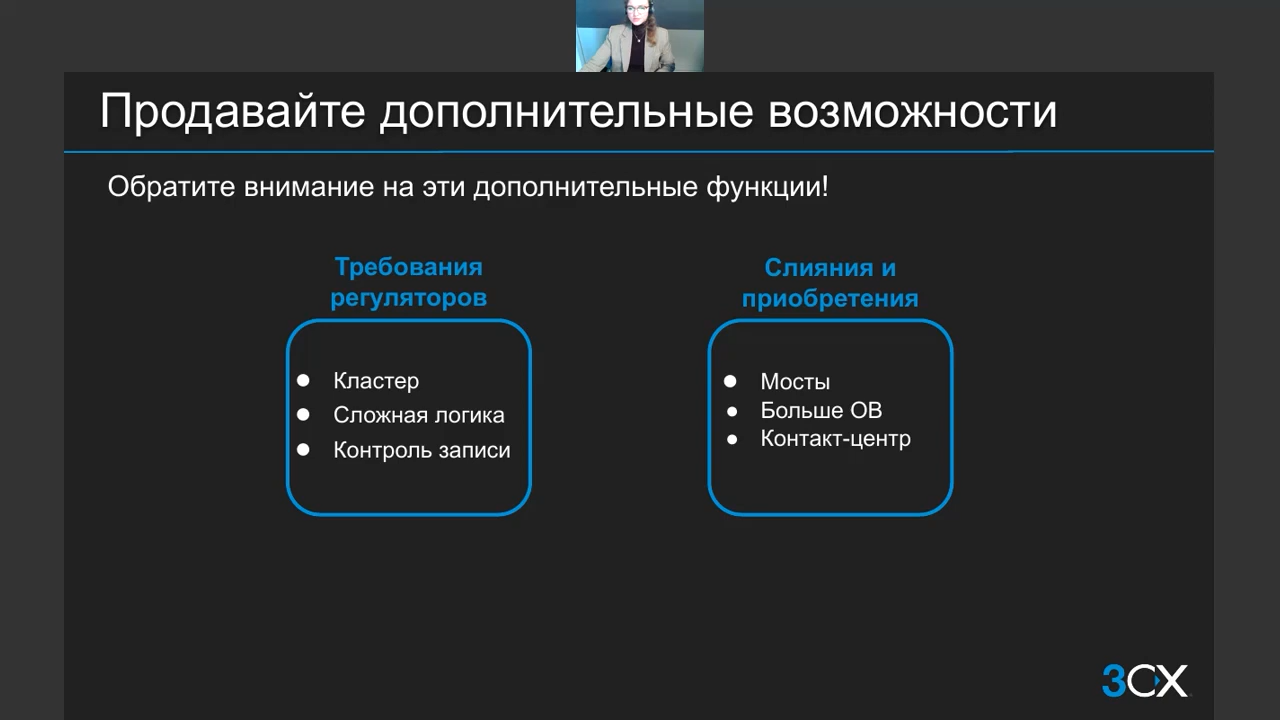 Продавайте дополнительные возможности
Обратите внимание на эти дополнительные функции!
Требования
регуляторов
Кластер
Сложная логика
Контроль записи
Слияния и
приобретения
Мосты
Больше ОВ
Контакт-центр
3CX